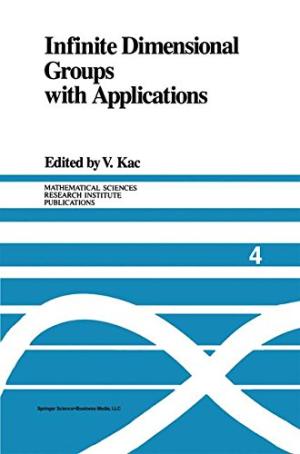 Infinite Dimensional
Groups
with Applications
Edited by V. Kac
MATHEMATICAL SCIENCES
RESEARCH INSTITUTE
PUBLICATIONS
4
Springer Science+Business Media, LLC